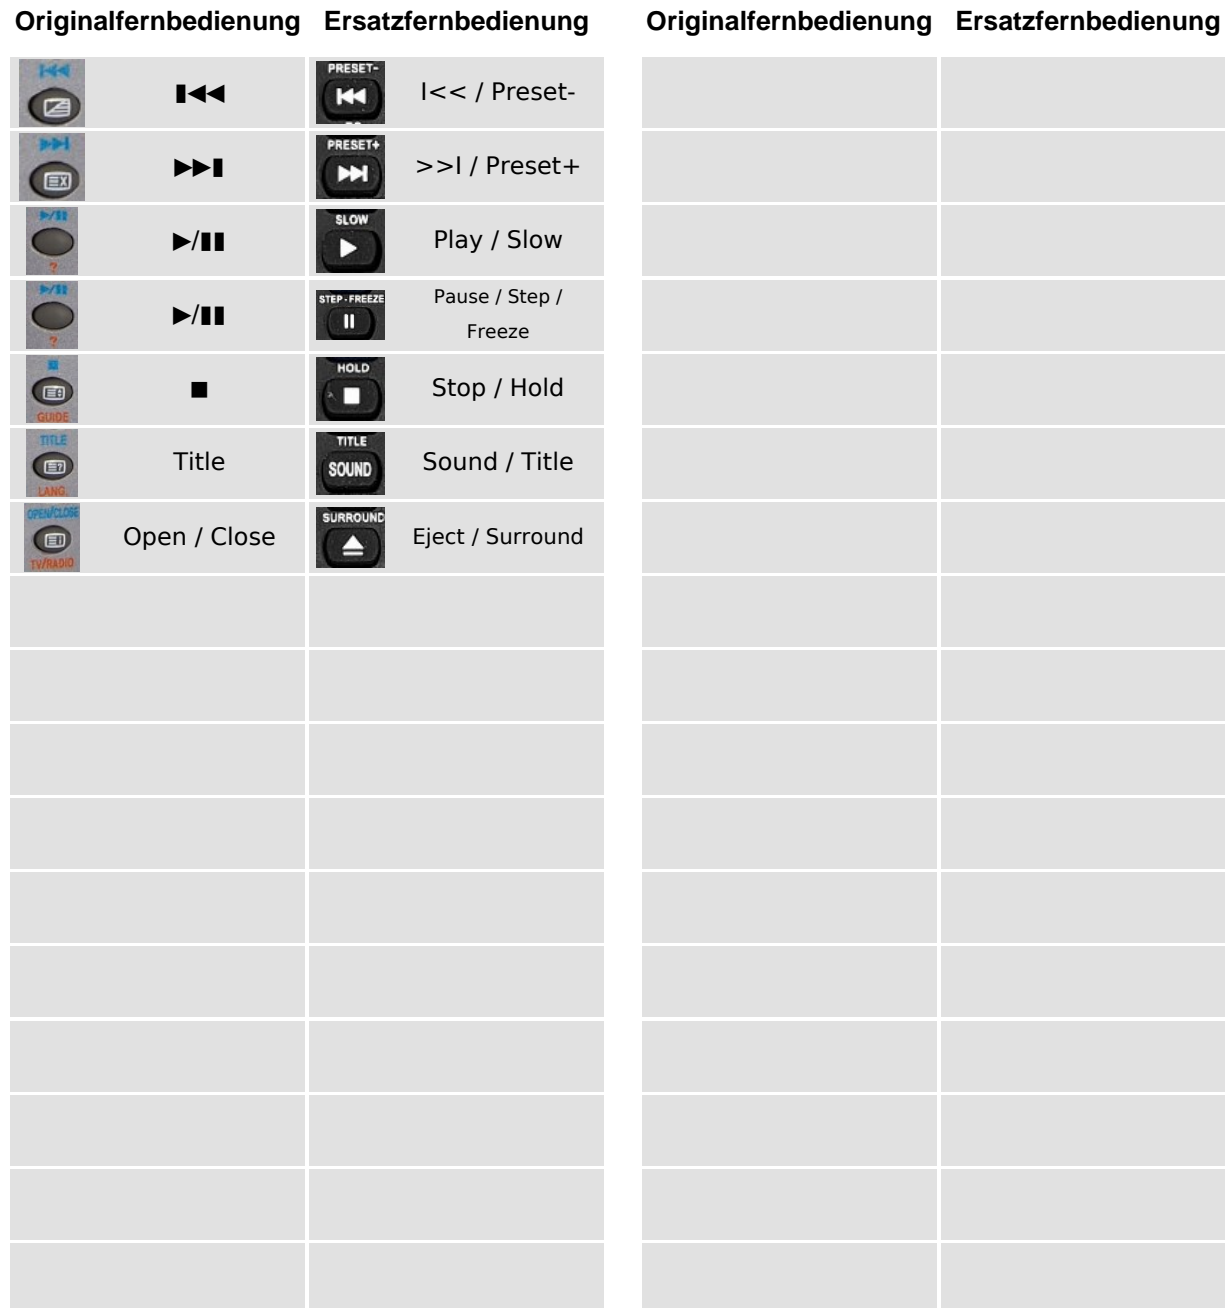 Originalfernbedienung Ersatzfernbedienung Originalfernbedienung Ersatzfernbedienung
I◀◀ ▮◀◀ PRESET- I◀◀ I<< / Preset-
▶▶I ▶▶▮ PRESET+ ▶▶I >>I / Preset+
▶/▮▮ ? ▶/▮▮ SLOW ▶ Play / Slow
▶/▮▮ ? ▶/▮▮ STEP-FREEZE II Pause / Step /
Freeze
■ GUIDE ■ HOLD ■ Stop / Hold
TITLE LANG. Title TITLE SOUND Sound / Title
OPEN/CLOSE TV/RADIO Open / Close SURROUND ⏏ Eject / Surround